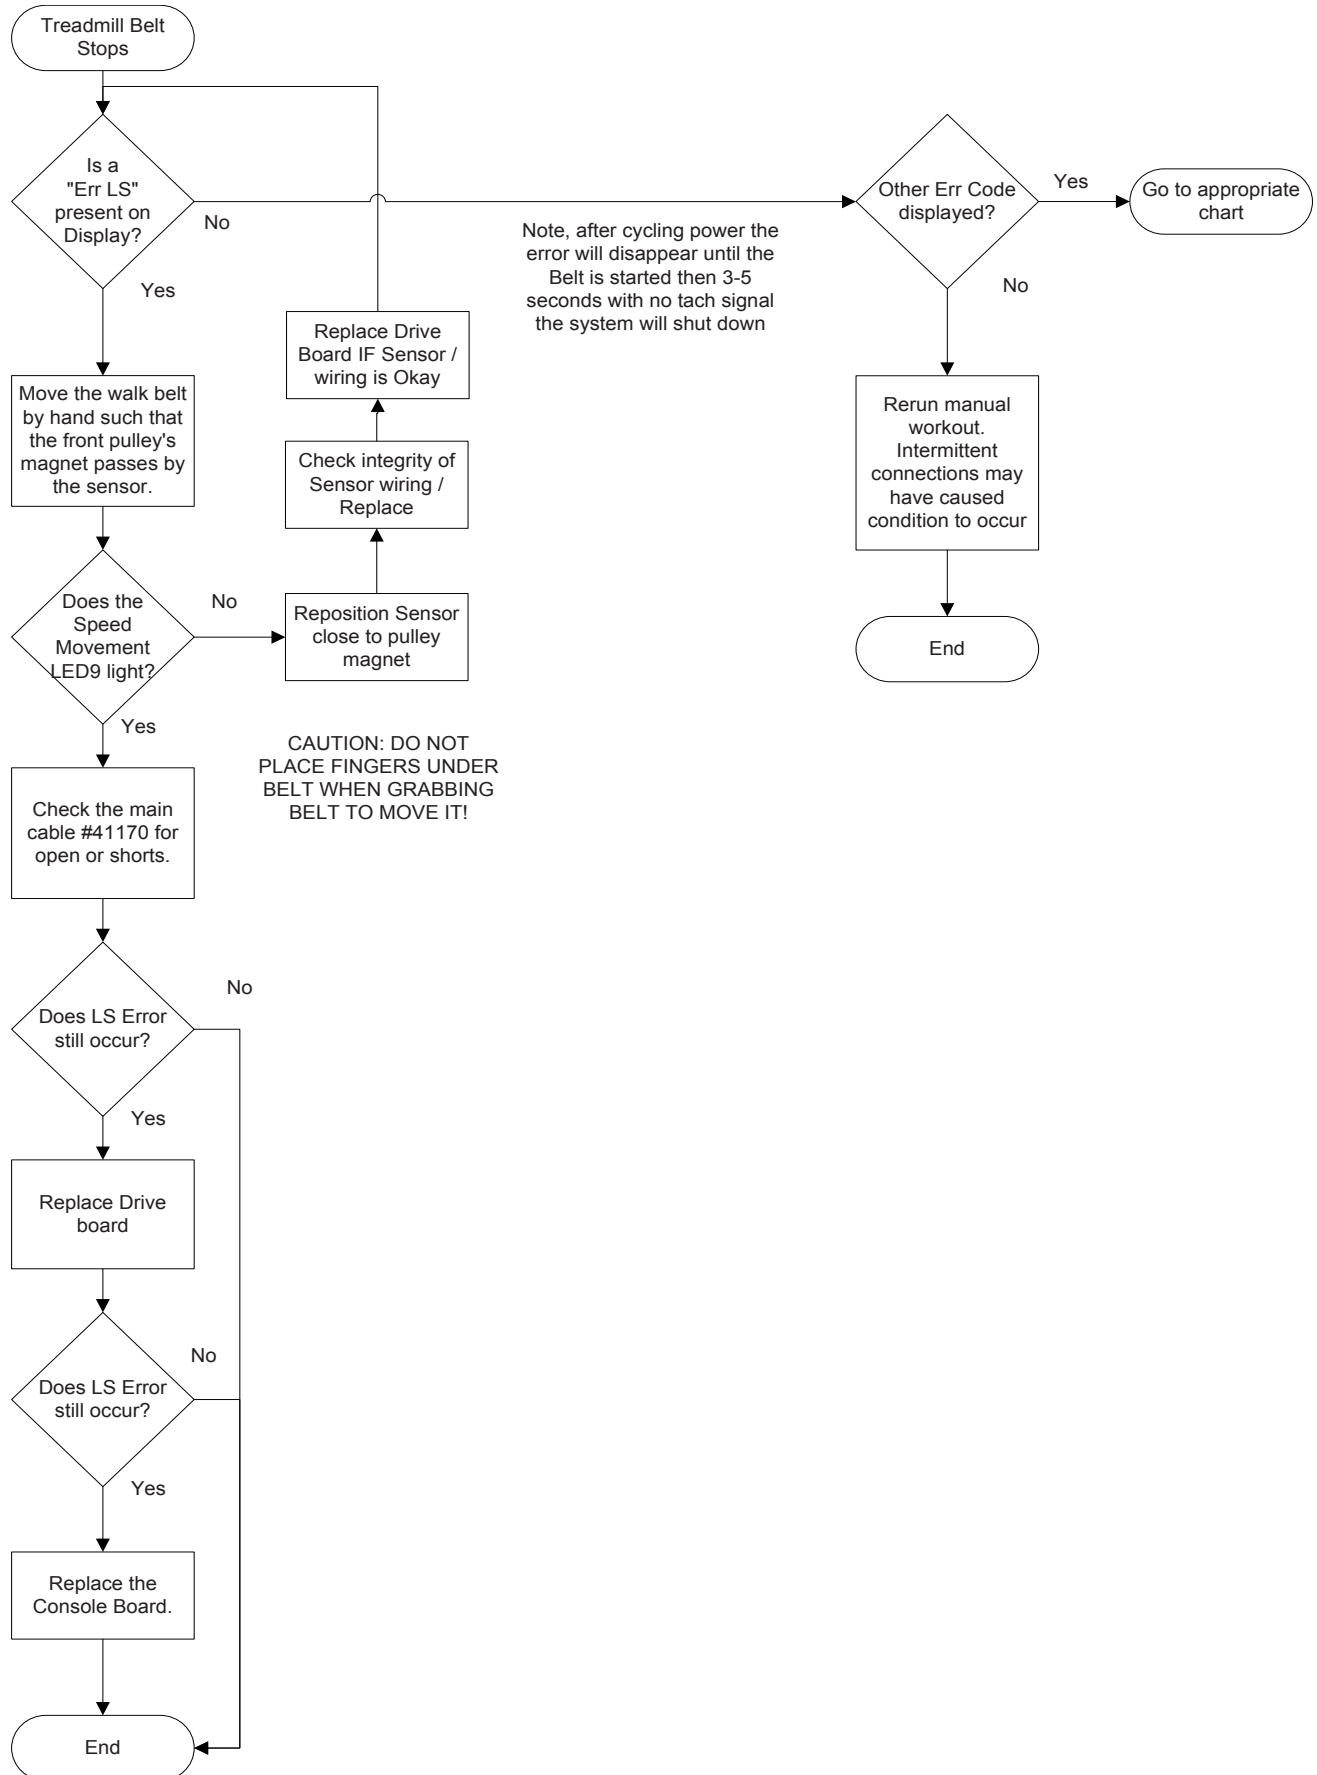 Treadmill Belt
Stops
Is a
"Err LS"
present on
Display?
No
Yes
Other Err Code
displayed?
Yes
No
Go to appropriate
chart
Note, after cycling power the
error will disappear until the
Belt is started then 3-5
seconds with no tach signal
the system will shut down
Replace Drive
Board IF Sensor /
wiring is Okay
Move the walk belt
by hand such that
the front pulley's
magnet passes by
the sensor.
Check integrity of
Sensor wiring /
Replace
Rerun manual
workout.
Intermittent
connections may
have caused
condition to occur
Does the
Speed
Movement
LED9 light?
No
Yes
Reposition Sensor
close to pulley
magnet
End
CAUTION: DO NOT
PLACE FINGERS UNDER
BELT WHEN GRABBING
BELT TO MOVE IT!
Check the main
cable #41170 for
open or shorts.
Does LS Error
still occur?
No
Yes
Replace Drive
board
Does LS Error
still occur?
No
Yes
Replace the
Console Board.
End